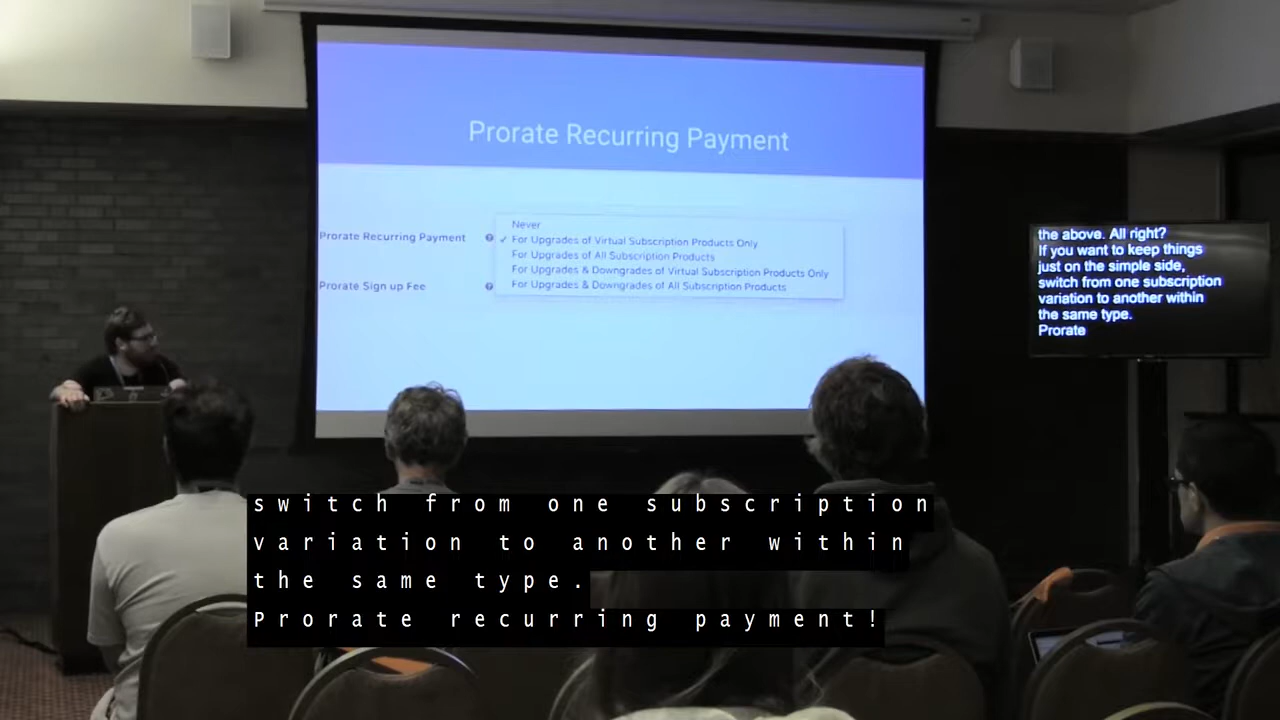 Prorate Recurring Payment
Prorate Recurring Payment
Never
✓ For Upgrades of Virtual Subscription Products Only
For Upgrades of All Subscription Products
For Upgrades & Downgrades of Virtual Subscription Products Only
For Upgrades & Downgrades of All Subscription Products
Prorate Sign up Fee
the above. All right?
If you want to keep things
just on the simple side,
switch from one subscription
variation to another within
the same type.
Prorate
switch from one subscription
variation to another within
the same type.
Prorate recurring payment!